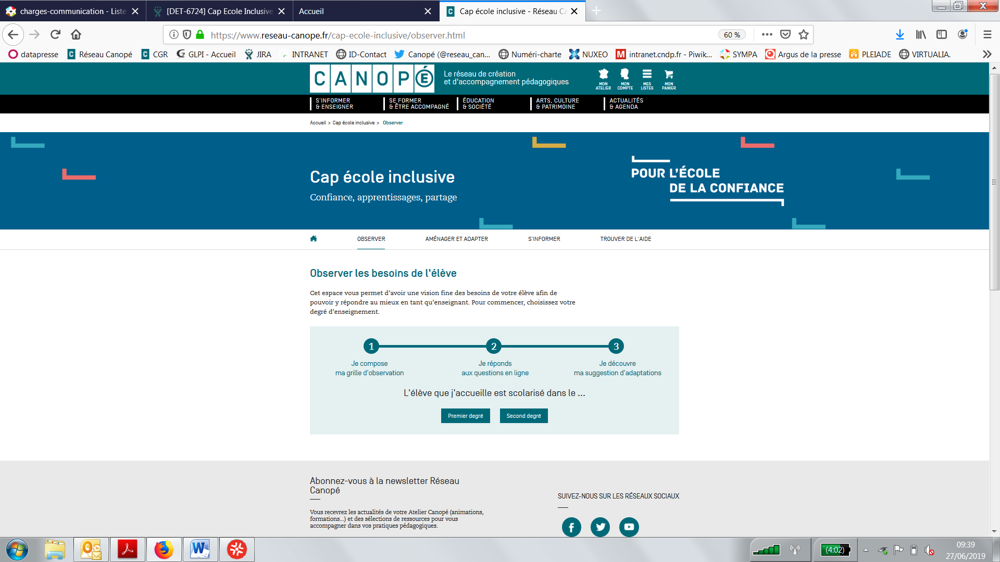 charges-communication - Liste
[DET-6724] Cap Ecole Inclusive
Accueil
Cap école inclusive - Réseau Ca
https://www.reseau-canope.fr/cap-ecole-inclusive/observer.html
60 %
datapresse
Réseau Canopé
CGR
GLPI - Accueil
JIRA
INTRANET
ID-Contact
Canopé (@reseau_can...
Numéri-charte
NUXEO
intranet.cndp.fr - Piwik...
SYMPA
Argus de la presse
PLEIADE
VIRTUALIA.
CANOPÉ
Le réseau de création
et d'accompagnement pédagogiques
MON
ATELIER
MON
COMPTE
MES
LISTES
MON
PANIER
S'INFORMER
& ENSEIGNER
SE FORMER
& ÊTRE ACCOMPAGNÉ
ÉDUCATION
& SOCIÉTÉ
ARTS, CULTURE
& PATRIMOINE
ACTUALITÉS
& AGENDA
Accueil > Cap école inclusive > Observer
Cap école inclusive
Confiance, apprentissages, partage
POUR L'ÉCOLE
DE LA CONFIANCE
OBSERVER
AMÉNAGER ET ADAPTER
S'INFORMER
TROUVER DE L'AIDE
Observer les besoins de l'élève
Cet espace vous permet d’avoir une vision fine des besoins de votre élève afin de
pouvoir y répondre au mieux en tant qu’enseignant. Pour commencer, choisissez votre
degré d’enseignement.
1
2
3
Je compose
ma grille d'observation
Je réponds
aux questions en ligne
Je découvre
ma suggestion d'adaptations
L'élève que j'accueille est scolarisé dans le ...
Premier degré
Second degré
Abonnez-vous à la newsletter Réseau
Canopé
Vous recevrez les actualités de votre Atelier Canopé (animations,
formations…) et des sélections de ressources pour vous
accompagner dans vos pratiques pédagogiques.
SUIVEZ-NOUS SUR LES RÉSEAUX SOCIAUX
(4:02)
09:39
27/06/2019